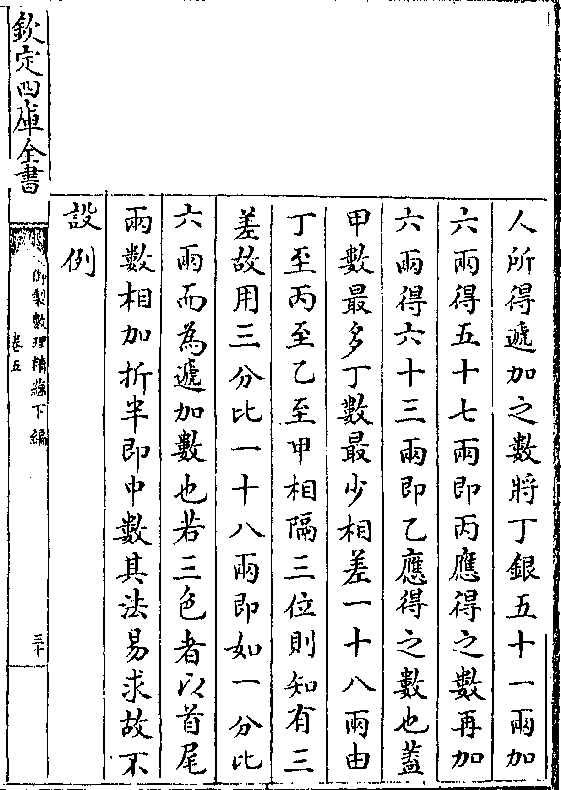 人所得遞加之數將丁銀五十一兩加
六兩得五十七兩即丙應得之數再加
六兩得六十三兩即乙應得之數也蓋
甲數最多丁數最少相差一十八兩由
丁至丙至乙至甲相隔三位則知有三
差故用三分比一十八兩即如一分比
六兩而為遞加數也若三色者以首尾
兩數相加折半即中數其法易求故不
設例
欽定四庫全書
御製數理精藴下編
卷五
三十